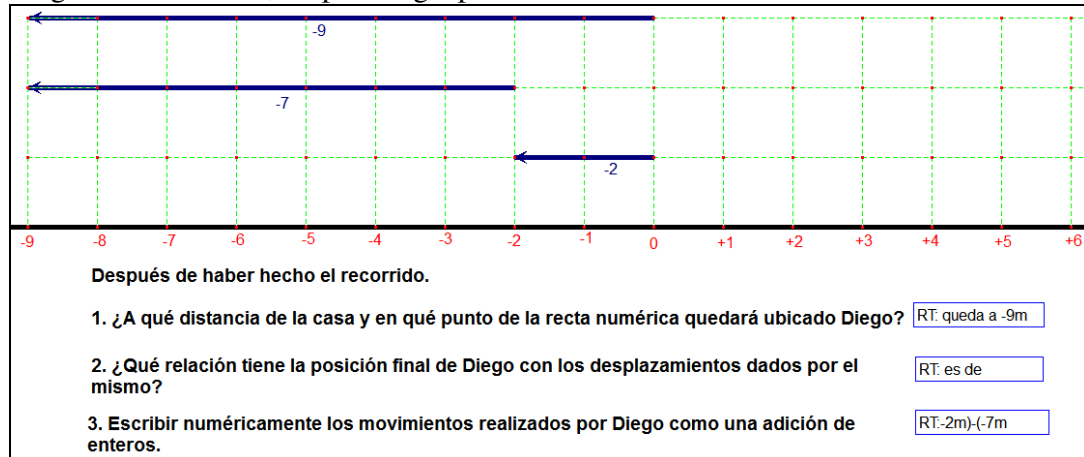 -9
-7
-2
-9 -8 -7 -6 -5 -4 -3 -2 -1 0 +1 +2 +3 +4 +5 +6
Después de haber hecho el recorrido.
1. ¿A qué distancia de la casa y en qué punto de la recta numérica quedará ubicado Diego? RT: queda a -9m
2. ¿Qué relación tiene la posición final de Diego con los desplazamientos dados por el
mismo?
RT: es de
3. Escribir numéricamente los movimientos realizados por Diego como una adición de
enteros.
RT:-2m)-(-7m